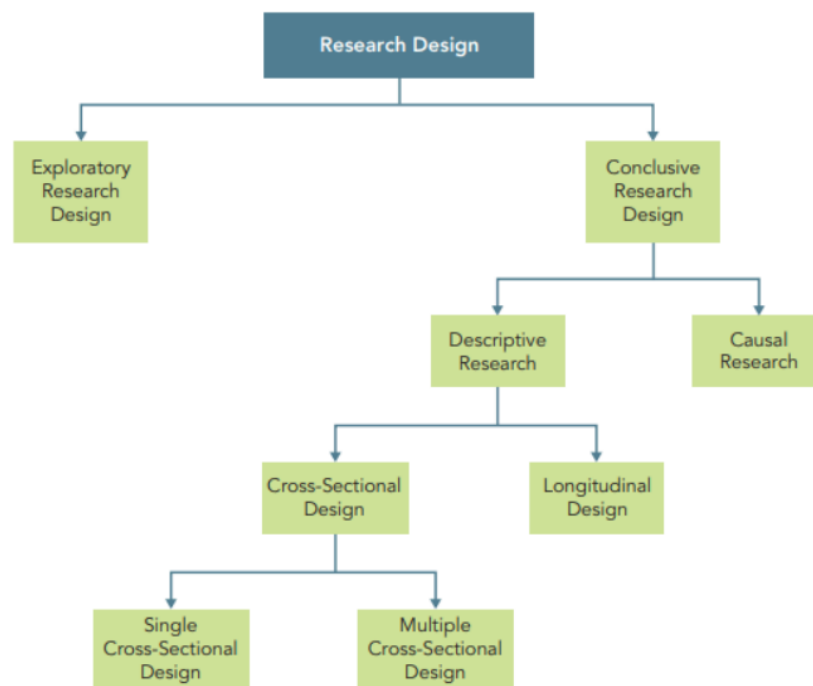 Research Design
Exploratory
Research
Design
Conclusive
Research
Design
Descriptive
Research
Causal
Research
Cross-Sectional
Design
Longitudinal
Design
Single
Cross-Sectional
Design
Multiple
Cross-Sectional
Design